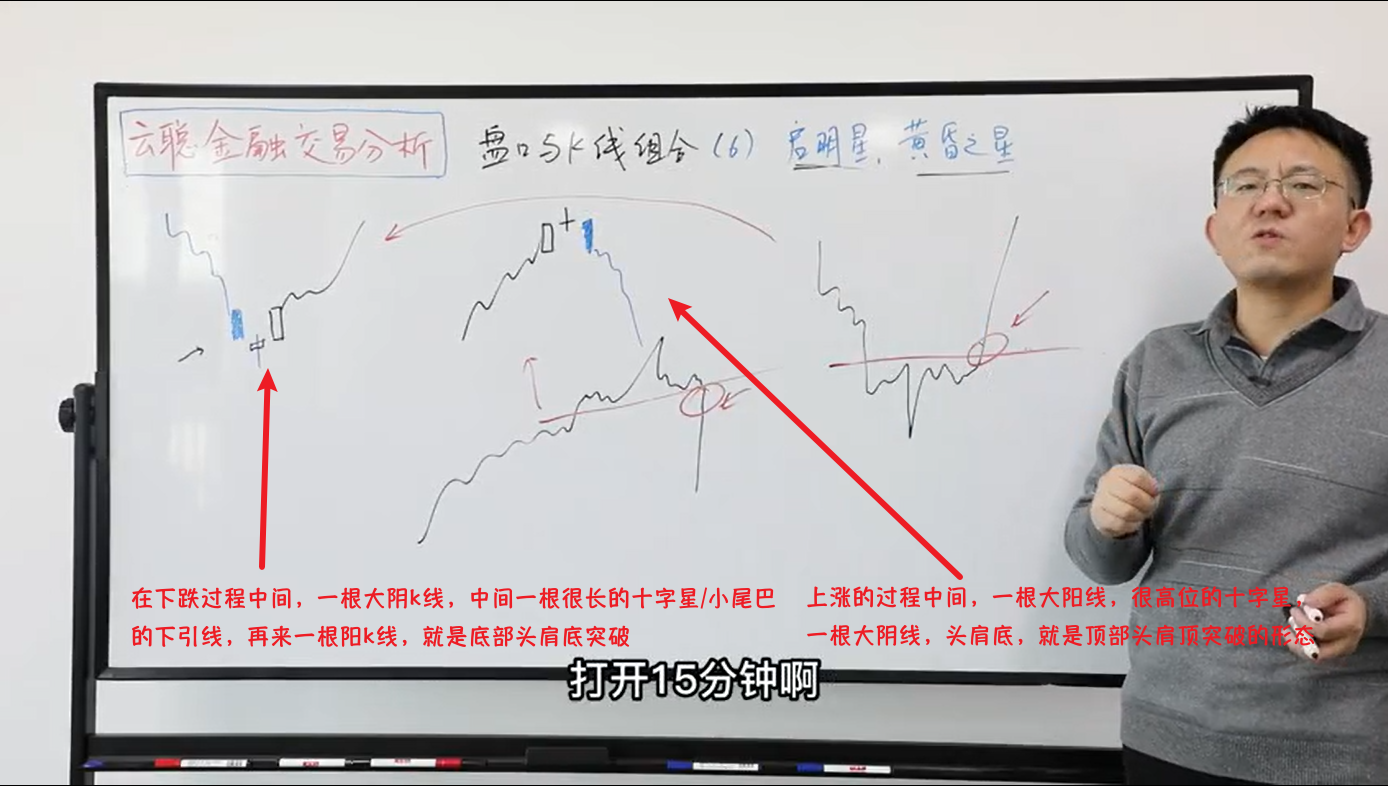 云聪金融交易分析
盘口与K线组合(6) 启明星、黄昏之星
在下跌过程中间，一根大阴k线，中间一根很长的十字星/小尾巴
的下引线，再来一根阳k线，就是底部头肩底突破
上涨的过程中间，一根大阳线，很高位的十字星，
一根大阴线，头肩底，就是顶部头肩顶突破的形态
打开15分钟啊